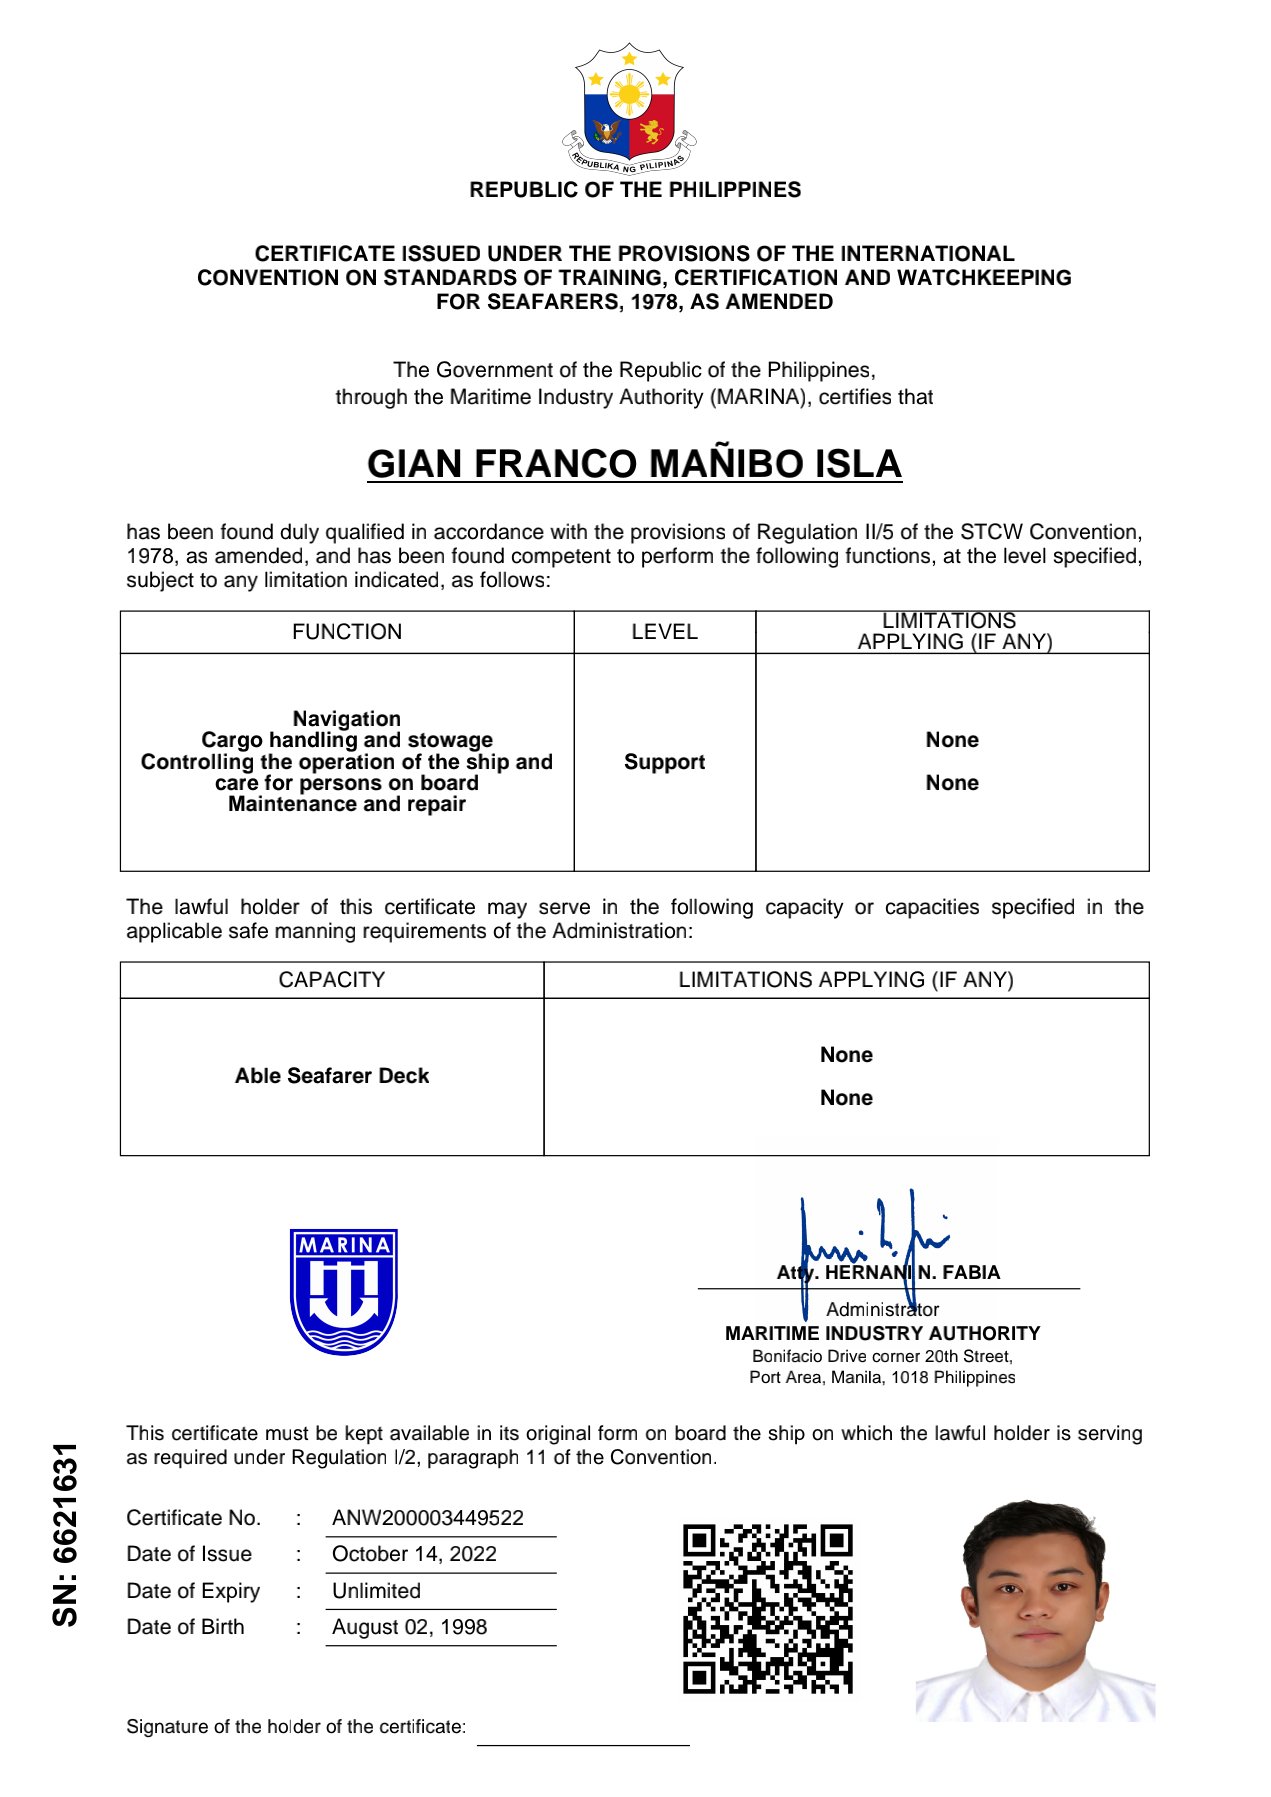 REPUBLIKA NG PILIPINAS
REPUBLIC OF THE PHILIPPINES
CERTIFICATE ISSUED UNDER THE PROVISIONS OF THE INTERNATIONAL
CONVENTION ON STANDARDS OF TRAINING, CERTIFICATION AND WATCHKEEPING
FOR SEAFARERS, 1978, AS AMENDED
The Government of the Republic of the Philippines,
through the Maritime Industry Authority (MARINA), certifies that
GIAN FRANCO MAÑIBO ISLA
has been found duly qualified in accordance with the provisions of Regulation II/5 of the STCW Convention,
1978, as amended, and has been found competent to perform the following functions, at the level specified,
subject to any limitation indicated, as follows:
FUNCTION LEVEL LIMITATIONS
APPLYING (IF ANY)
Navigation
Cargo handling and stowage
Controlling the operation of the ship and
care for persons on board
Maintenance and repair
Support
None
None
The lawful holder of this certificate may serve in the following capacity or capacities specified in the
applicable safe manning requirements of the Administration:
CAPACITY LIMITATIONS APPLYING (IF ANY)
Able Seafarer Deck
None
None
MARINA
Atty. HERNANI N. FABIA
Administrator
MARITIME INDUSTRY AUTHORITY
Bonifacio Drive corner 20th Street,
Port Area, Manila, 1018 Philippines
This certificate must be kept available in its original form on board the ship on which the lawful holder is serving
as required under Regulation I/2, paragraph 11 of the Convention.
SN: 6621631
Certificate No. : ANW200003449522
Date of Issue : October 14, 2022
Date of Expiry : Unlimited
Date of Birth : August 02, 1998
Signature of the holder of the certificate: